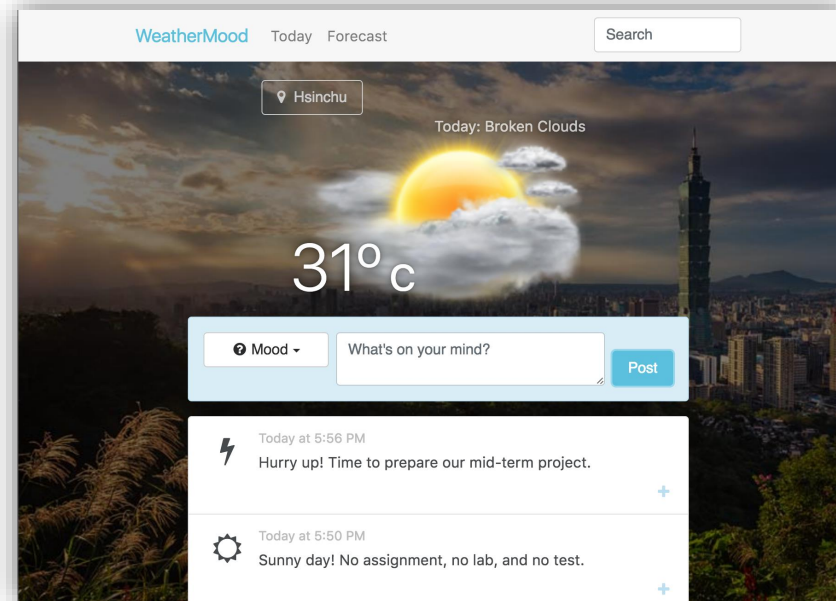 WeatherMood Today Forecast Search
Hsinchu
Today: Broken Clouds
31º c
Mood
What's on your mind?
Post
Today at 5:56 PM
Hurry up! Time to prepare our mid-term project.
Today at 5:50 PM
Sunny day! No assignment, no lab, and no test.